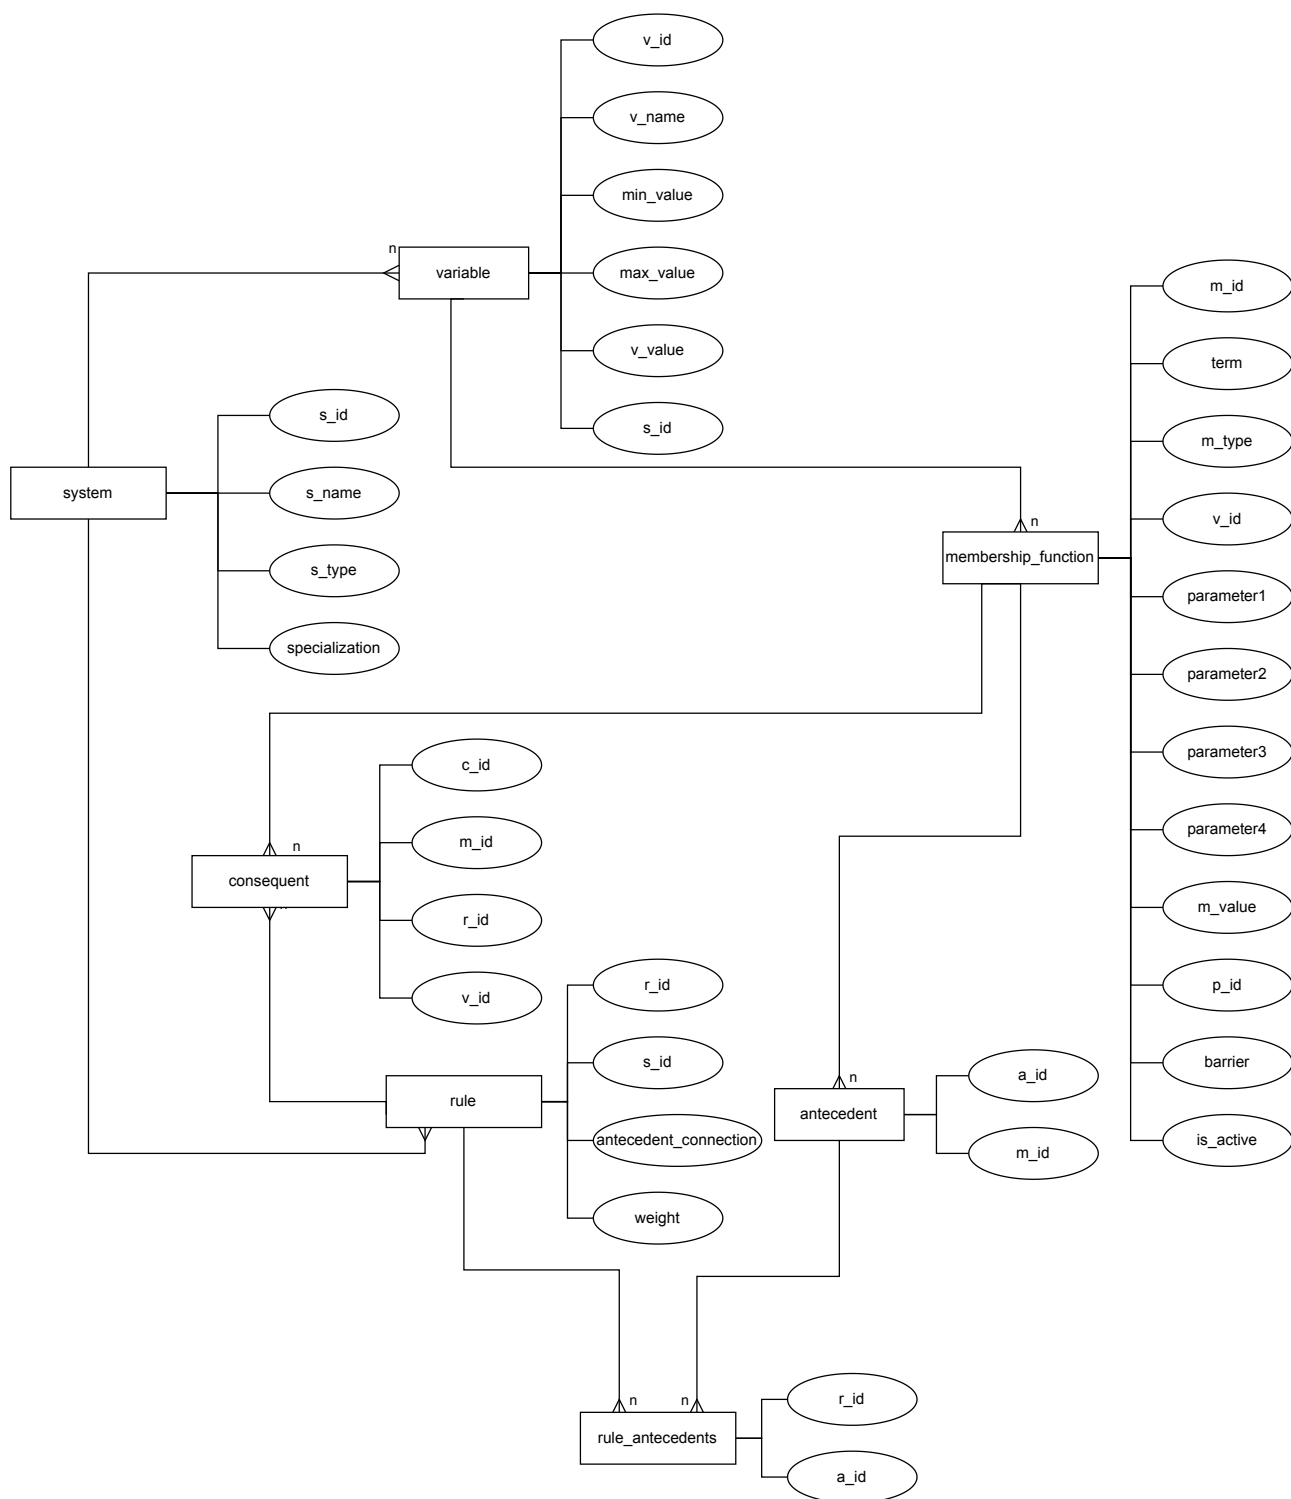 v_id
v_name
min_value
n
variable
max_value
m_id
v_value
term
s_id
s_id
m_type
system
s_name
v_id
n
membership_function
s_type
parameter1
specialization
parameter2
c_id
parameter3
m_id
parameter4
n
consequent
m_value
r_id
r_id
p_id
v_id
s_id
barrier
n
a_id
rule
antecedent
antecedent_connection
is_active
m_id
weight
n
n
r_id
rule_antecedents
a_id